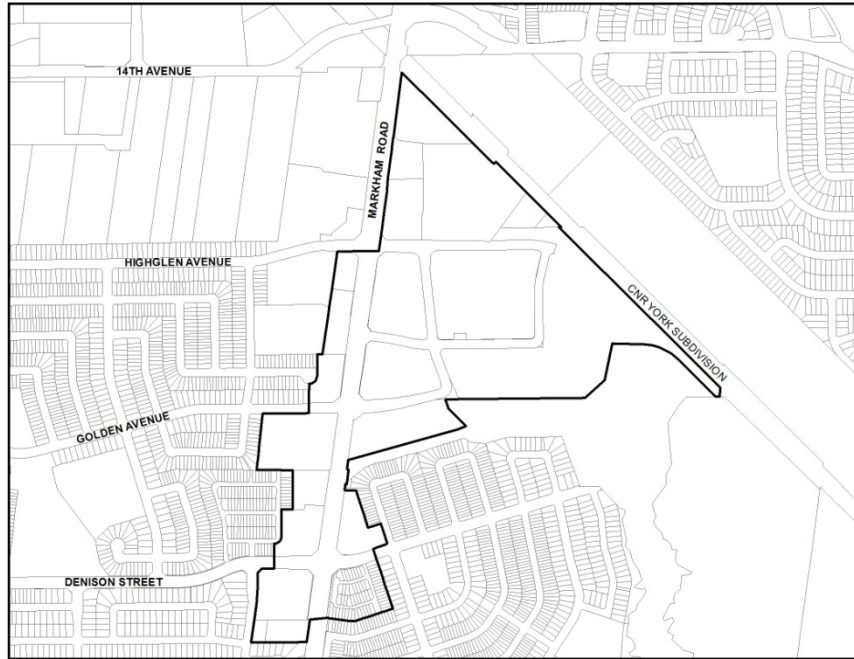 14TH AVENUE
MARKHAM ROAD
HIGHGLEN AVENUE
CNR YORK SUBDIVISION
GOLDEN AVENUE
DENISON STREET